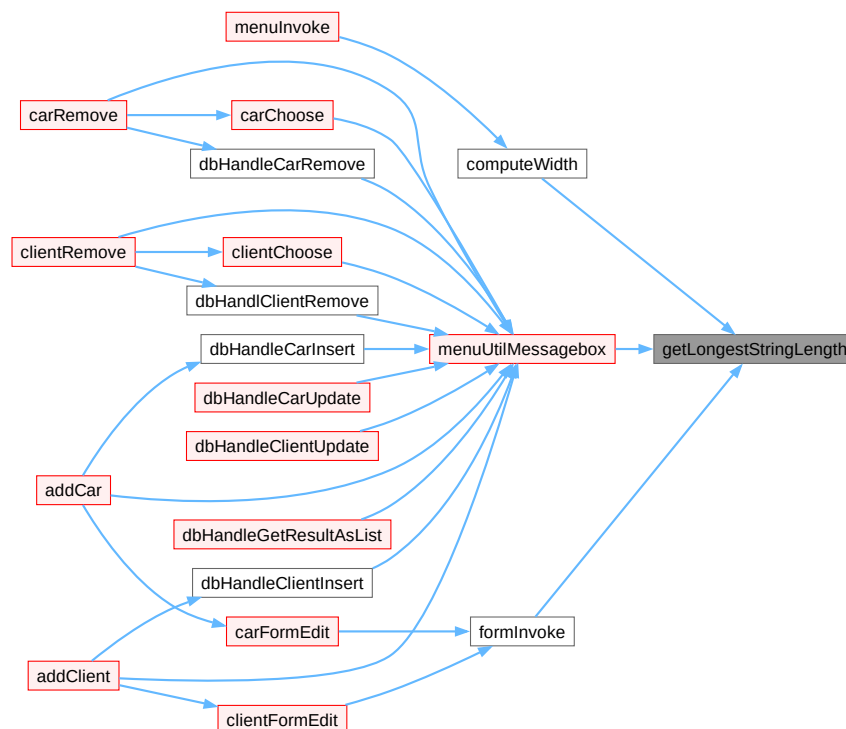 menuInvoke
carRemove
carChoose
dbHandleCarRemove
computeWidth
clientRemove
clientChoose
dbHandlClientRemove
dbHandleCarInsert
menuUtilMessagebox
getLongestStringLength
dbHandleCarUpdate
dbHandleClientUpdate
addCar
dbHandleGetResultAsList
dbHandleClientInsert
carFormEdit
formInvoke
addClient
clientFormEdit